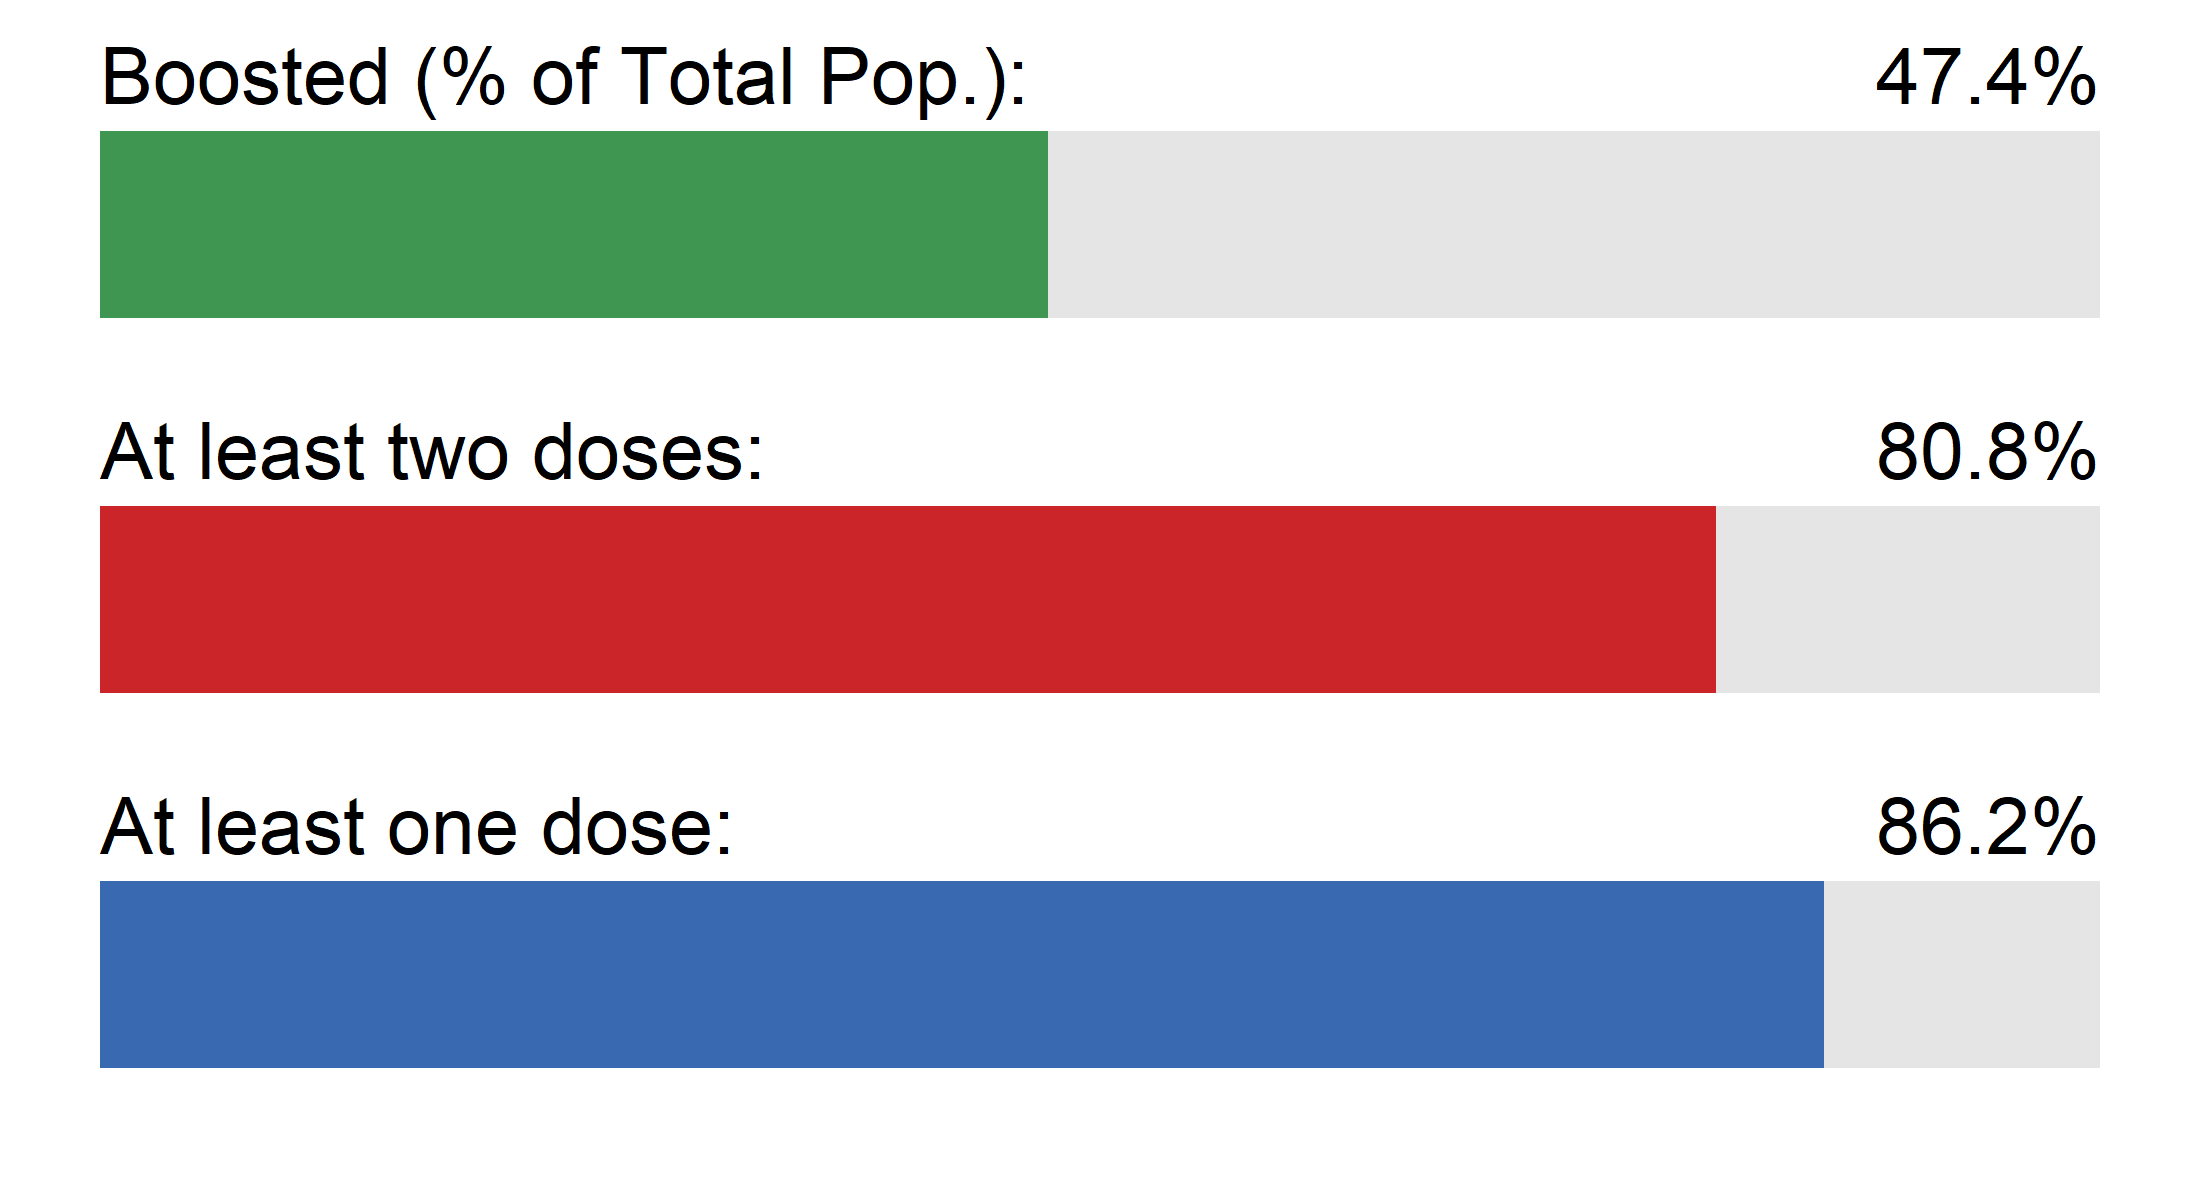 Boosted (% of Total Pop.): 47.4%
At least two doses: 80.8%
At least one dose: 86.2%